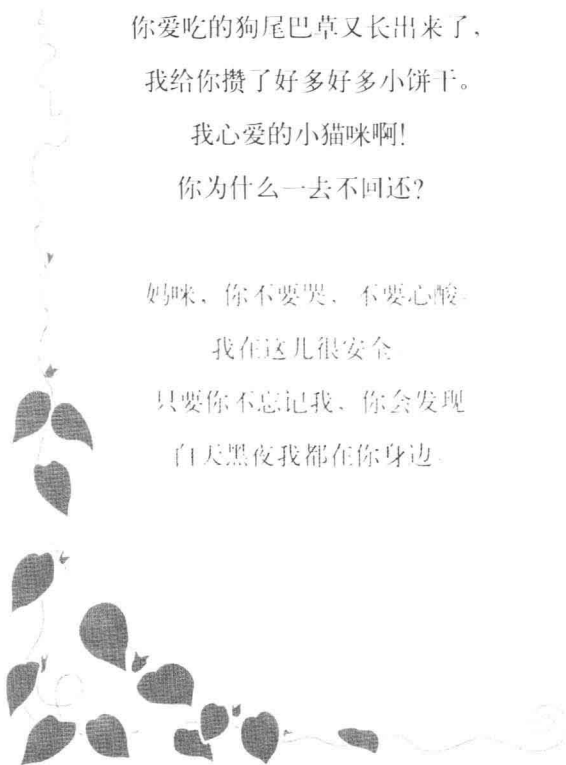 你爱吃的狗尾巴草又长出来了，
我给你攒了好多好多小饼干。
我心爱的小猫咪啊!
你为什么一去不回还?
妈咪、你不要哭、不要心酸。
我在这儿很安全
只要你不忘记我、你会发现
白天黑夜我都在你身边。